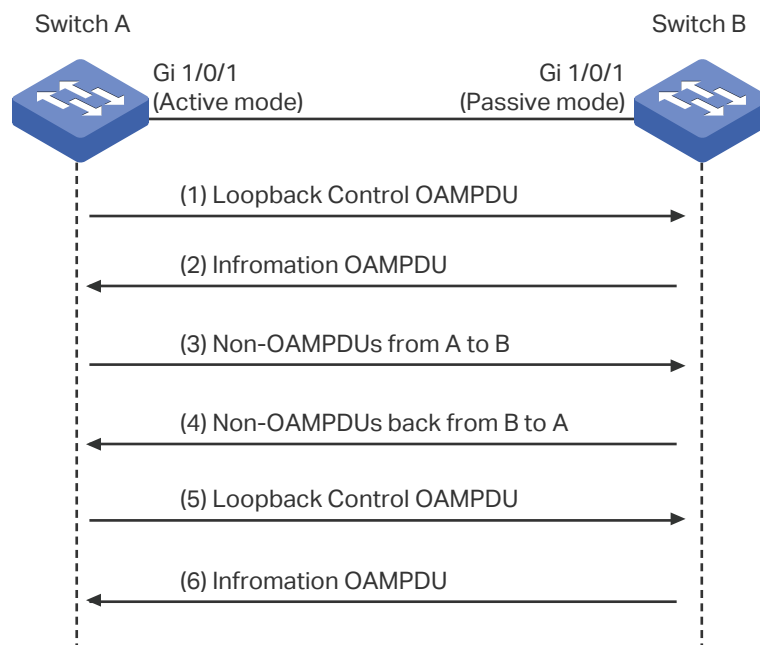 Switch A
Switch B
Gi 1/0/1
(Active mode)
Gi 1/0/1
(Passive mode)
(1) Loopback Control OAMPDU
(2) Infromation OAMPDU
(3) Non-OAMPDUs from A to B
(4) Non-OAMPDUs back from B to A
(5) Loopback Control OAMPDU
(6) Infromation OAMPDU